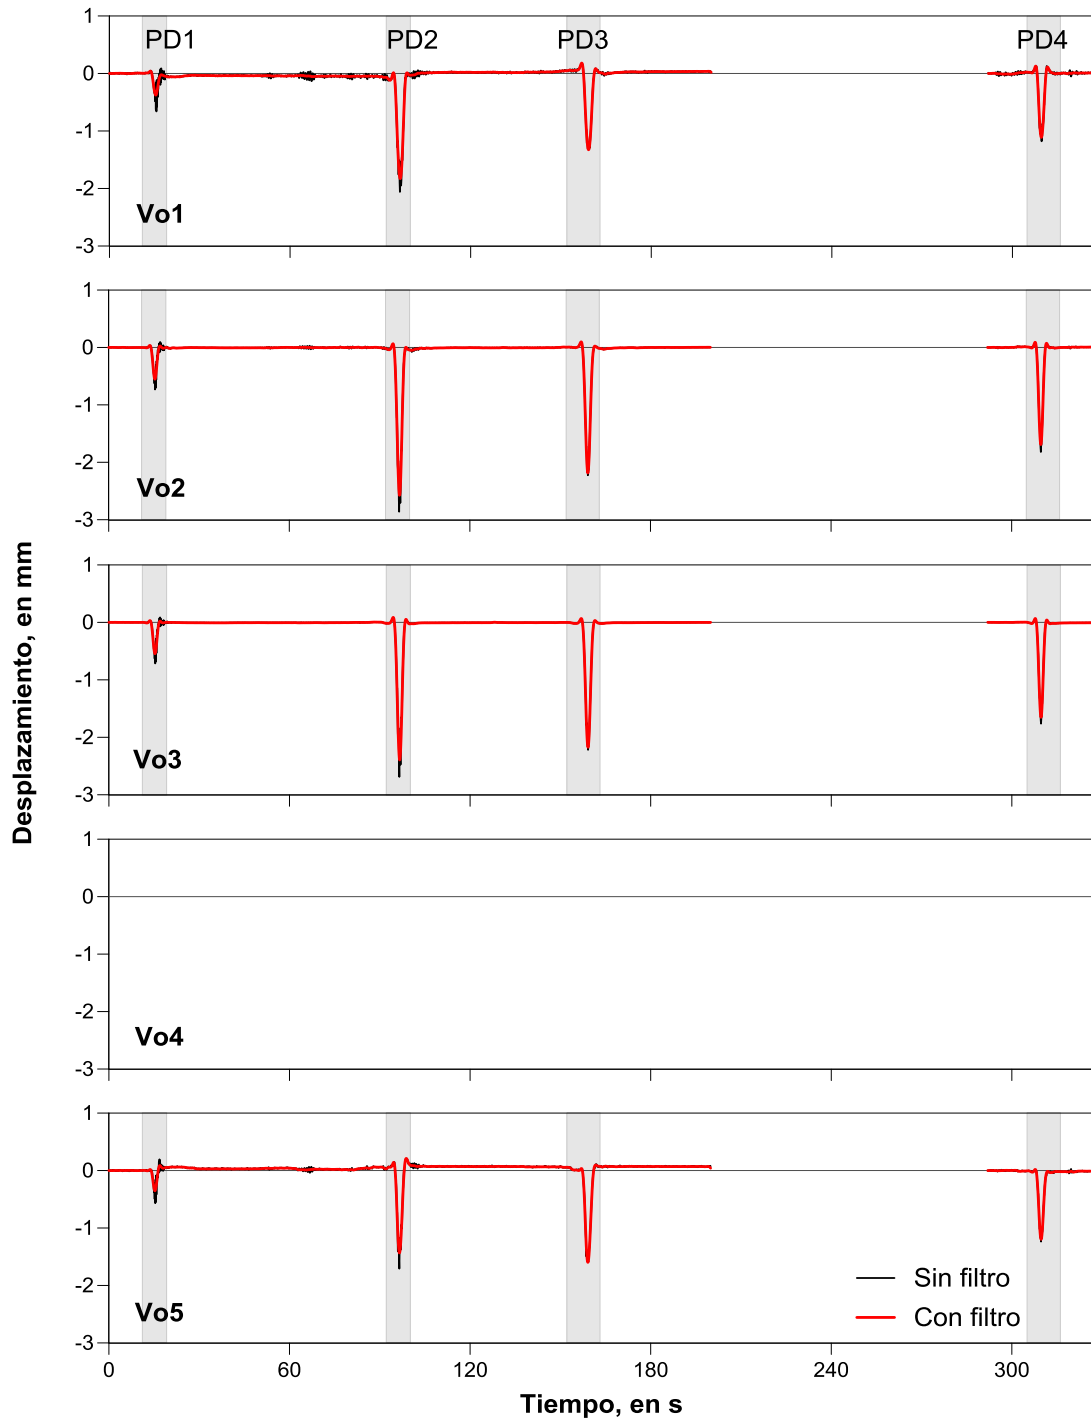 PD1 PD2 PD3 PD4
1
0
-1
-2
-3
Vo1
1
0
-1
-2
-3
Vo2
1
0
-1
-2
-3
Vo3
1
0
-1
-2
-3
Vo4
1
0
-1
-2
-3
Vo5
Sin filtro
Con filtro
0 60 120 180 240 300
Tiempo, en s
Desplazamiento, en mm